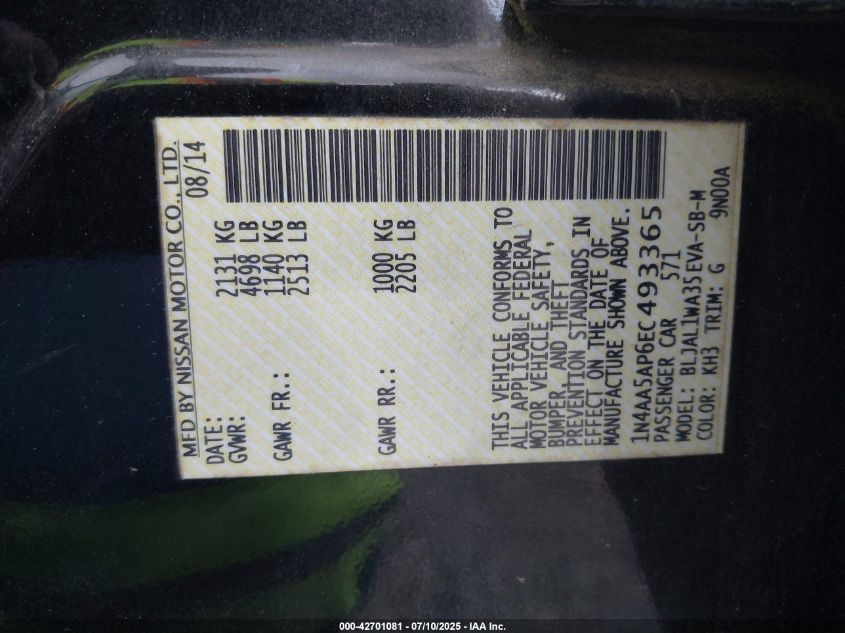 MFD BY NISSAN MOTOR CO., LTD.
DATE: 08/14
GVWR: 2131 KG
4698 LB
GAWR FR.: 1140 KG
2513 LB
GAWR RR.: 1000 KG
2205 LB
THIS VEHICLE CONFORMS TO
ALL APPLICABLE FEDERAL
MOTOR VEHICLE SAFETY,
BUMPER, AND THEFT
PREVENTION STANDARDS IN
EFFECT ON THE DATE OF
MANUFACTURE SHOWN ABOVE.
1N4AA5AP6EC493365
PASSENGER CAR 571
MODEL: BLJAL1WA35EVA-SB-M
COLOR: KH3 TRIM: G 9N00A
000-42701081 - 07/10/2025 - IAA Inc.